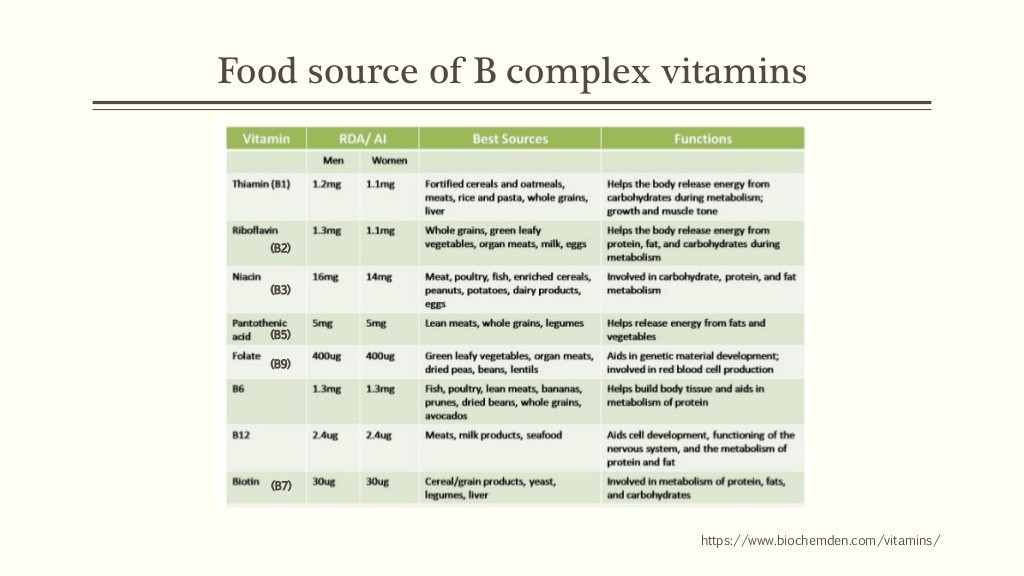 Food source of B complex vitamins
Vitamin RDA/ AI Best Sources Functions
Men Women
Thiamin (B1) 1.2mg 1.1mg Fortified cereals and oatmeals, Helps the body release energy from
meats, rice and pasta, whole grains, carbohydrates during metabolism;
liver growth and muscle tone
Riboflavin 1.3mg 1.1mg Whole grains, green leafy Helps the body release energy from
(B2) vegetables, organ meats, milk, eggs protein, fat, and carbohydrates during
metabolism
Niacin 16mg 14mg Meat, poultry, fish, enriched cereals, Involved in carbohydrate, protein, and fat
(B3) peanuts, potatoes, dairy products, metabolism
eggs
Pantothenic 5mg 5mg Lean meats, whole grains, legumes Helps release energy from fats and
acid (B5) vegetables
Folate 400ug 400ug Green leafy vegetables, organ meats, Aids in genetic material development;
(B9) dried peas, beans, lentils involved in red blood cell production
B6 1.3mg 1.3mg Fish, poultry, lean meats, bananas, Helps build body tissue and aids in
prunes, dried beans, whole grains, metabolism of protein
avocados
B12 2.4ug 2.4ug Meats, milk products, seafood Aids cell development, functioning of the
nervous system, and the metabolism of
protein and fat
Biotin (B7) 30ug 30ug Cereal/grain products, yeast, Involved in metabolism of protein, fats,
legumes, liver and carbohydrates
https://www.biochemden.com/vitamins/